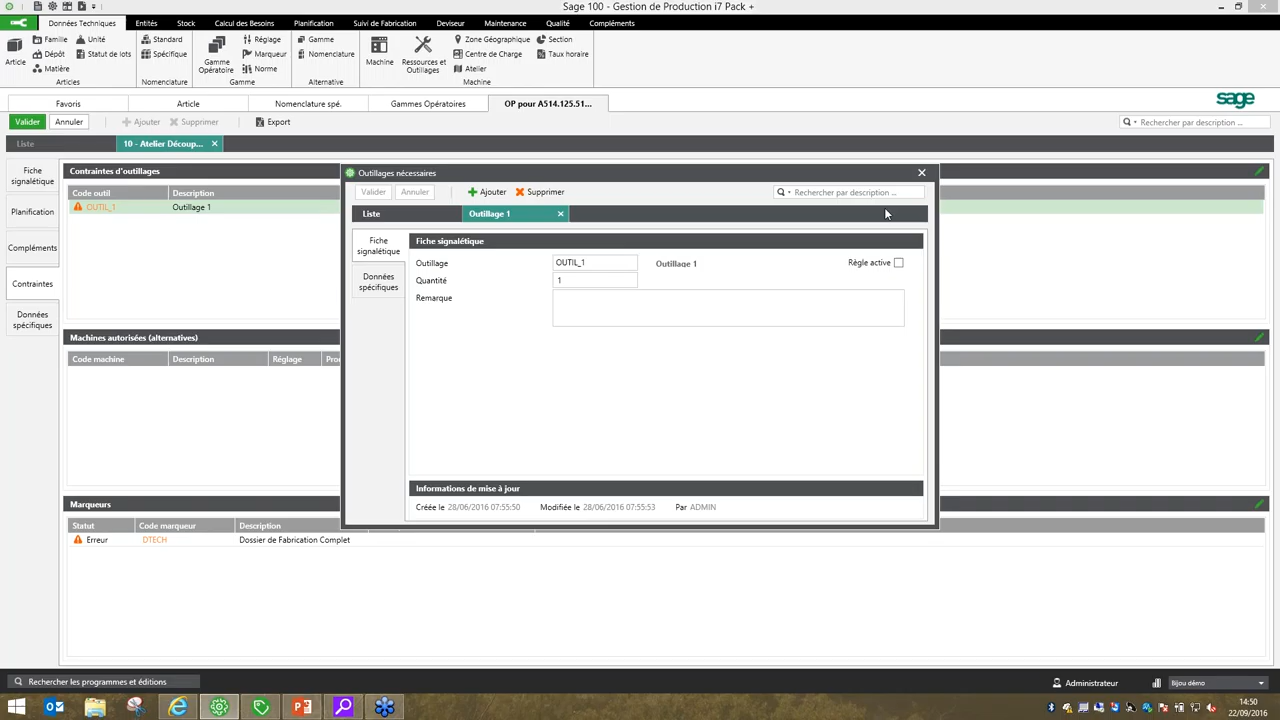 Sage 100 - Gestion de Production i7 Pack +
Données Techniques Entités Stock Calcul des Besoins Planification Suivi de Fabrication Deviseur Maintenance Qualité Compléments
Article Famille Unité Dépôt Statut de lots Matière Articles
Standard Spécifique Nomenclature
Gamme Opératoire Réglage Marqueur Norme Gamme
Gamme Nomenclature Alternative
Machine Ressources et Outillages Zone Géographique Section Centre de Charge Taux horaire Atelier Machine
Favoris Article Nomenclature spé. Gammes Opératoires OP pour A514.125.51... sage
Valider Annuler Ajouter Supprimer Export Rechercher par description ...
Liste 10 - Atelier Découp...
Fiche signalétique
Planification
Compléments
Contraintes
Données spécifiques
Contraintes d'outillages
Code outil Description
OUTIL_1 Outillage 1
Machines autorisées (alternatives)
Code machine Description Réglage
Marqueurs
Statut Code marqueur Description
Erreur DTECH Dossier de Fabrication Complet
Outillages nécessaires
Valider Annuler Ajouter Supprimer Rechercher par description ...
Liste Outillage 1
Fiche signalétique
Données spécifiques
Fiche signalétique
Outillage OUTIL_1 Outillage 1 Règle active
Quantité 1
Remarque
Informations de mise à jour
Créée le 28/06/2016 07:55:50 Modifiée le 28/06/2016 07:55:53 Par ADMIN
Rechercher les programmes et éditions Administrateur Bijou démo
14:50
22/09/2016